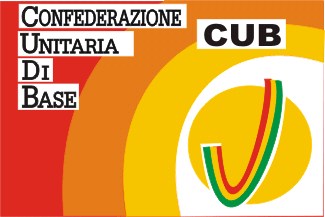 CONFEDERAZIONE
UNITARIA
DI
BASE
CUB